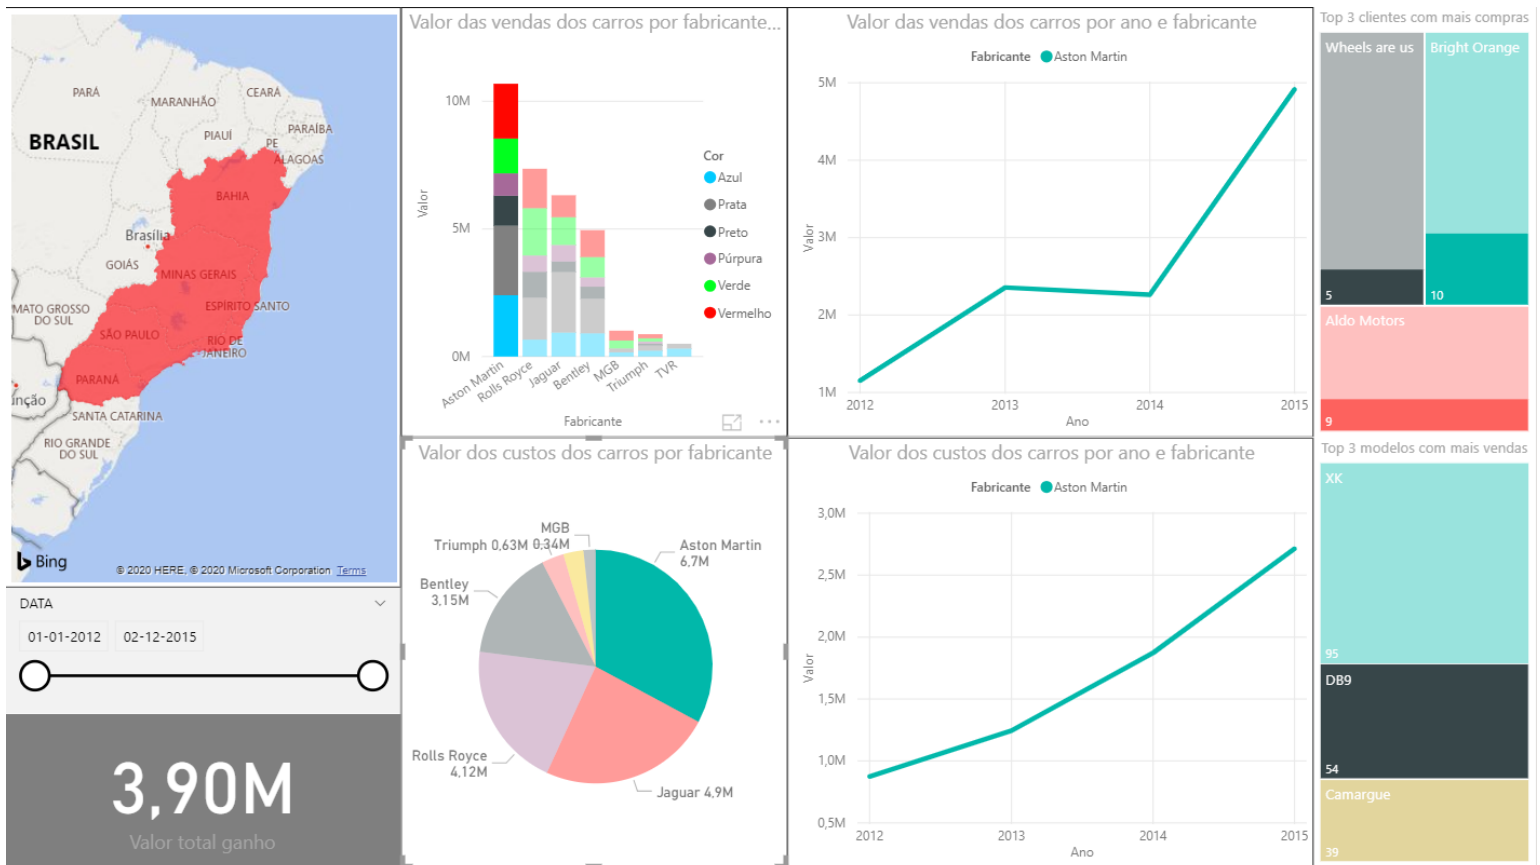 PARÁ
MARANHÃO
CEARÁ
BRASIL
PIAUÍ
PARAÍBA
PE
ALAGOAS
BAHIA
Brasília
GOIÁS
MINAS GERAIS
MATO GROSSO
DO SUL
ESPÍRITO SANTO
SÃO PAULO
RIO DE
JANEIRO
PARANÁ
nção
SANTA CATARINA
RIO GRANDE
DO SUL
Bing
© 2020 HERE, © 2020 Microsoft Corporation Terms
DATA
01-01-2012 02-12-2015
3,90M
Valor total ganho
Valor das vendas dos carros por fabricante...
10M
5M
0M
Valor
Cor
Azul
Prata
Preto
Púrpura
Verde
Vermelho
Aston Martin
Rolls Royce
Jaguar
Bentley
MGB
Triumph
TVR
Fabricante
Valor dos custos dos carros por fabricante
MGB
0,34M
Triumph 0,63M
Aston Martin
6,7M
Bentley
3,15M
Rolls Royce
4,12M
Jaguar 4,9M
Valor das vendas dos carros por ano e fabricante
Fabricante Aston Martin
5M
4M
3M
2M
1M
Valor
2012 2013 2014 2015
Ano
Valor dos custos dos carros por ano e fabricante
Fabricante Aston Martin
3,0M
2,5M
2,0M
1,5M
1,0M
0,5M
Valor
2012 2013 2014 2015
Ano
Top 3 clientes com mais compras
Wheels are us
5
Bright Orange
10
Aldo Motors
9
Top 3 modelos com mais vendas
XK
95
DB9
54
Camargue
39